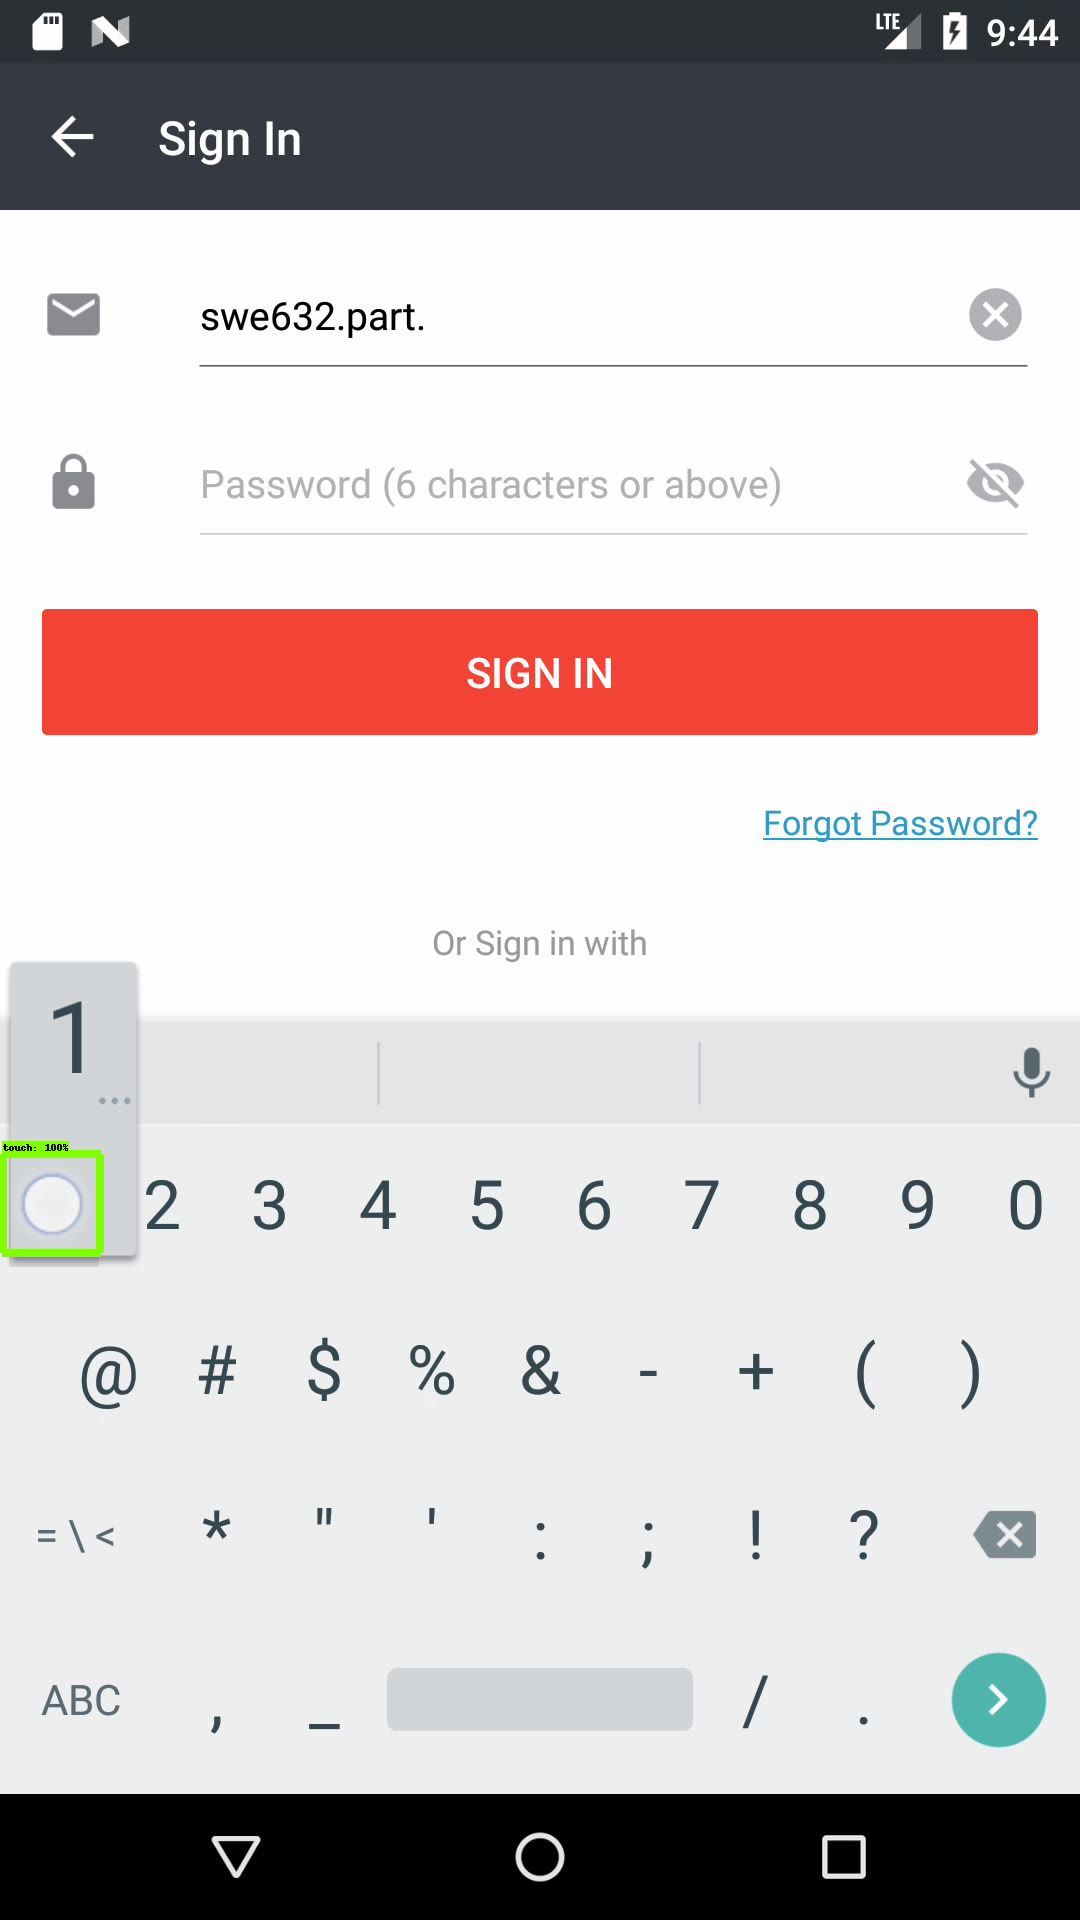 LTE 9:44
Sign In
swe632.part.
Password (6 characters or above)
SIGN IN
Forgot Password?
Or Sign in with
1
...
touch: 100%
2 3 4 5 6 7 8 9 0
@ # $ % & - + ( )
= \ < * " ' : ; ! ?
ABC , _ / .